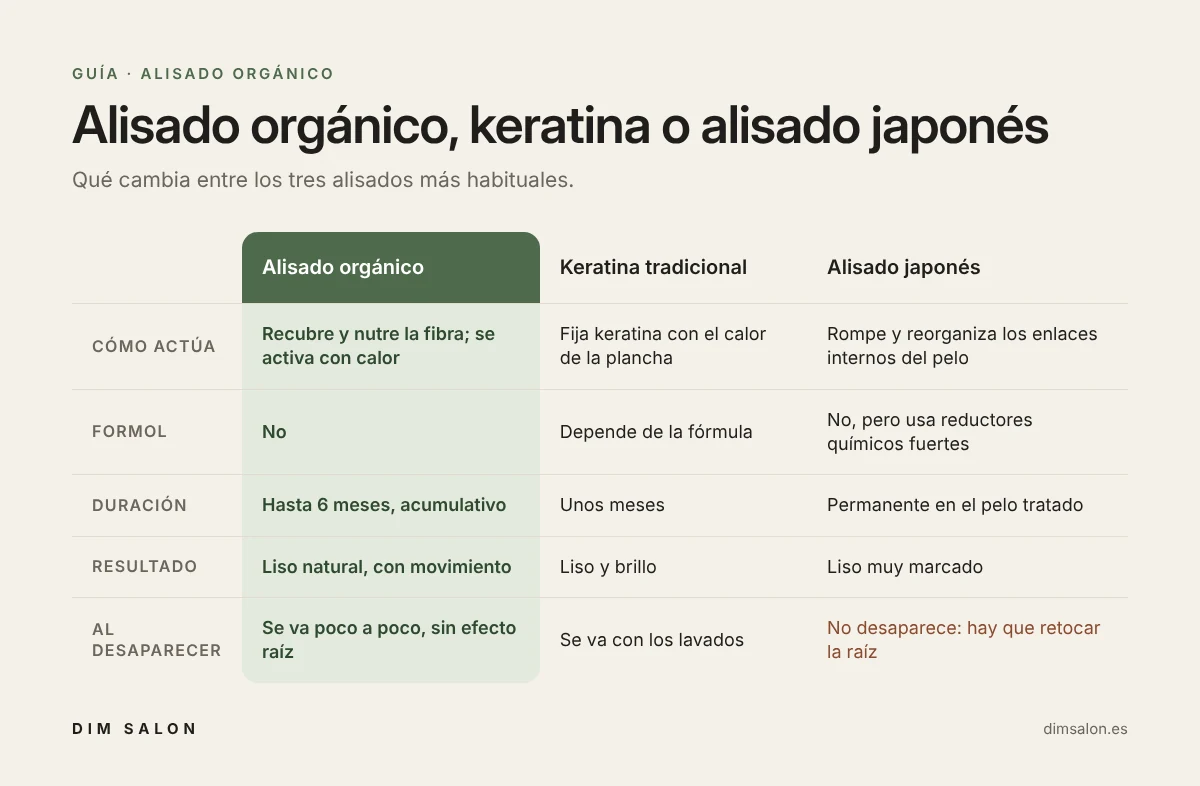 GUÍA · ALISADO ORGÁNICO
Alisado orgánico, keratina o alisado japonés
Qué cambia entre los tres alisados más habituales.
Alisado orgánico
Keratina tradicional
Alisado japonés
CÓMO ACTÚA
Recubre y nutre la fibra; se
activa con calor
Fija keratina con el calor
de la plancha
Rompe y reorganiza los enlaces
internos del pelo
FORMOL
No
Depende de la fórmula
No, pero usa reductores
químicos fuertes
DURACIÓN
Hasta 6 meses, acumulativo
Unos meses
Permanente en el pelo tratado
RESULTADO
Liso natural, con movimiento
Liso y brillo
Liso muy marcado
AL
DESAPARECER
Se va poco a poco, sin efecto
raíz
Se va con los lavados
No desaparece: hay que retocar
la raíz
DIM SALON
dimsalon.es